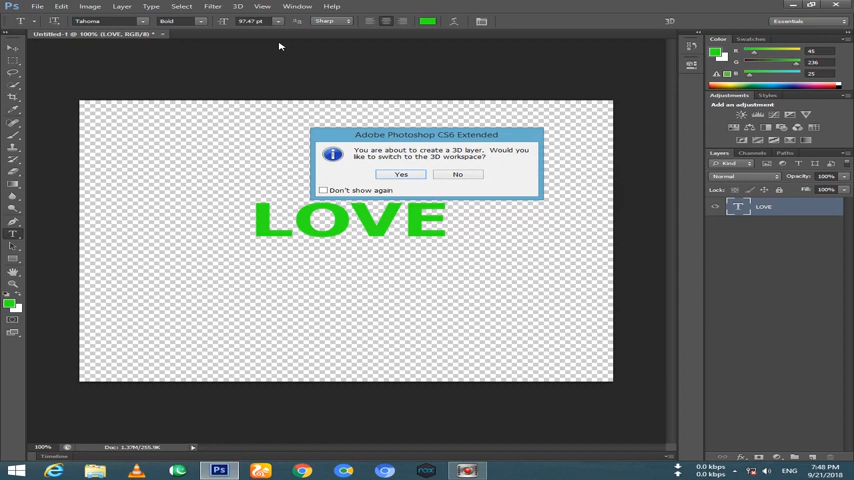 Ps File Edit Image Layer Type Select Filter 3D View Window Help
T Tahoma Bold 97.47 pt Sharp 3D Essentials
Untitled-1 @ 100% (LOVE, RGB/8) * ×
Color Swatches
R 45
G 236
B 25
Adjustments Styles
Add an adjustment
Layers Channels Paths
Kind
Normal Opacity: 100%
Lock: Fill: 100%
T LOVE
Adobe Photoshop CS6 Extended
You are about to create a 3D layer. Would you
like to switch to the 3D workspace?
Yes No
Don't show again
LOVE
100% Doc: 1.37M/255.9K
Timeline
Ps nox
0.0 kbps
0.0 kbps
ENG
7:48 PM
9/21/2018